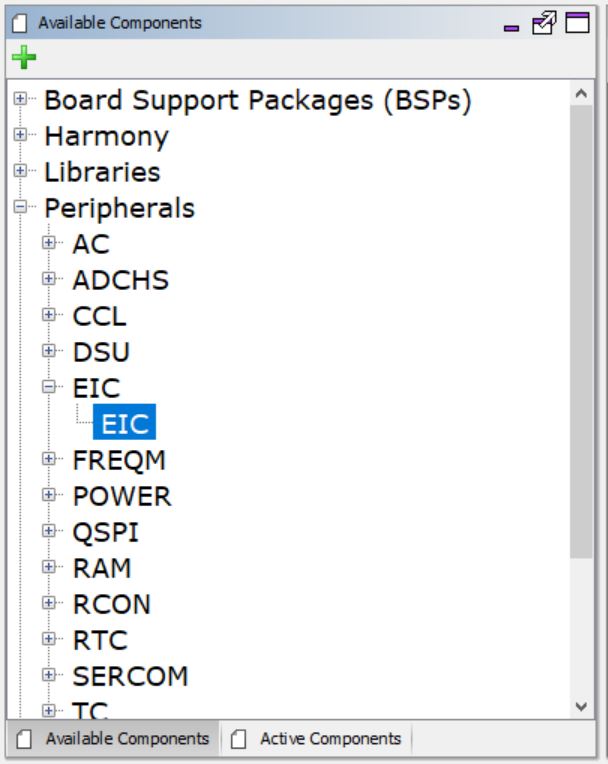 Available Components
Board Support Packages (BSPs)
Harmony
Libraries
Peripherals
AC
ADCHS
CCL
DSU
EIC
EIC
FREQM
POWER
QSPI
RAM
RCON
RTC
SERCOM
TC
Available Components Active Components